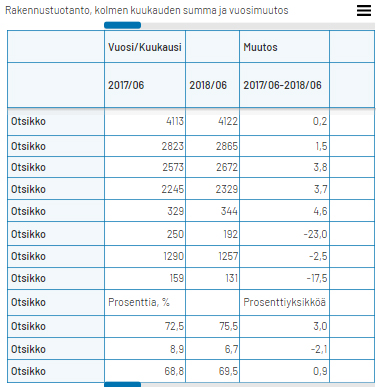 Rakennustuotanto, kolmen kuukauden summa ja vuosimuutos
Vuosi/Kuukausi Muutos
2017/06 2018/06 2017/06-2018/06
Otsikko 4113 4122 0,2
Otsikko 2823 2865 1,5
Otsikko 2573 2672 3,8
Otsikko 2245 2329 3,7
Otsikko 329 344 4,6
Otsikko 250 192 -23,0
Otsikko 1290 1257 -2,5
Otsikko 159 131 -17,5
Otsikko Prosenttia, % Prosenttiyksikköä
Otsikko 72,5 75,5 3,0
Otsikko 8,9 6,7 -2,1
Otsikko 68,8 69,5 0,9